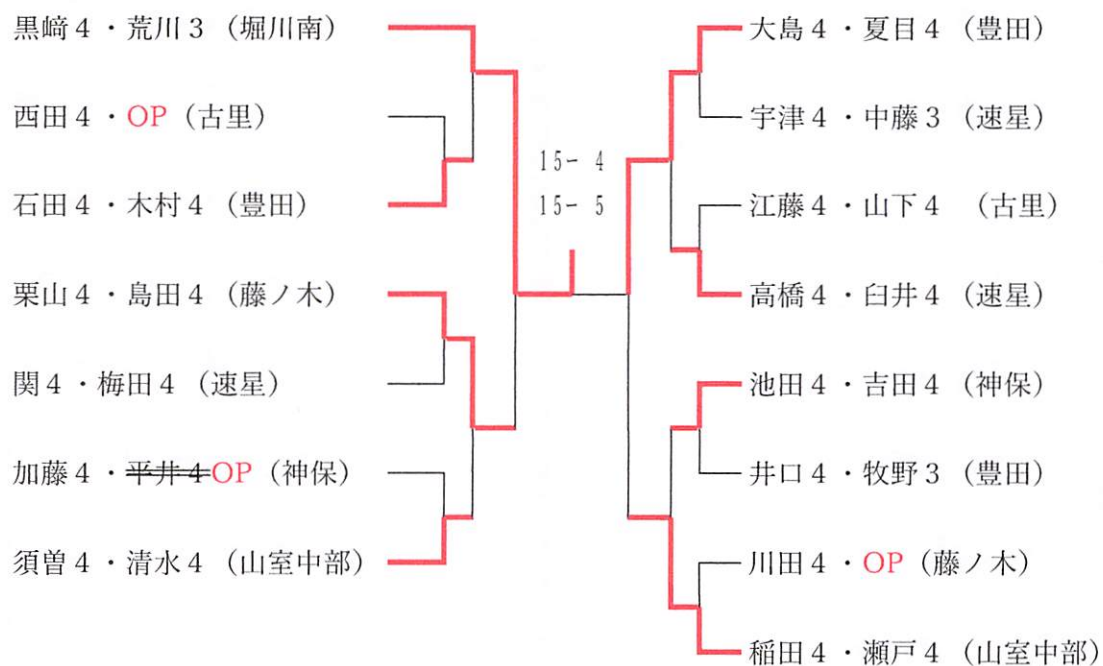 黒﨑４・荒川３（堀川南）
西田４・OP（古里）
石田４・木村４（豊田）
栗山４・島田４（藤ノ木）
関４・梅田４（速星）
加藤４・平井４OP（神保）
須曽４・清水４（山室中部）
15－ 4
15－ 5
大島４・夏目４（豊田）
宇津４・中藤３（速星）
江藤４・山下４　（古里）
高橋４・臼井４（速星）
池田４・吉田４（神保）
井口４・牧野３（豊田）
川田４・OP（藤ノ木）
稲田４・瀬戸４（山室中部）